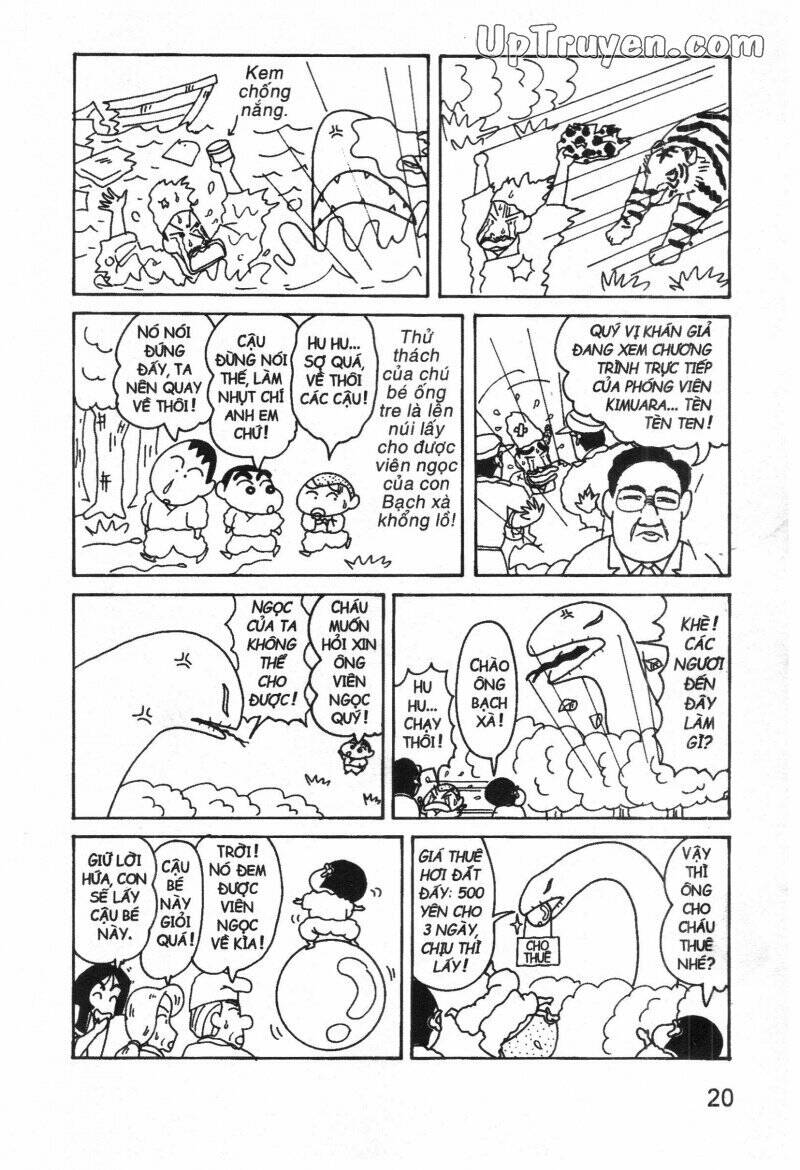 UpTruyen.com
Kem
chống
nắng.
QUÝ VỊ KHÁN GIẢ
ĐANG XEM CHƯƠNG
TRÌNH TRỰC TIẾP
CỦA PHÓNG VIÊN
KIMUARA... TÈN
TÈN TEN!
Thử
thách
của chú
bé ống
tre là lên
núi lấy
cho được
viên ngọc
của con
Bạch xà
khổng lồ!
HU HU...
SỢ QUÁ,
VỀ THÔI
CÁC CẬU!
CẬU
ĐỪNG NÓI
THẾ, LÀM
NHỤT CHÍ
ANH EM
CHỨ!
NÓ NÓI
ĐÚNG
ĐẤY, TA
NÊN QUAY
VỀ THÔI!
KHÈ!
CÁC
NGƯƠI
ĐẾN
ĐÂY LÀM
GÌ?
CHÀO
ÔNG
BẠCH
XÀ!
HU
HU...
CHẠY
THÔI!
CHÁU
MUỐN
HỎI XIN
ÔNG
VIÊN
NGỌC
QUÝ!
NGỌC
CỦA TA
KHÔNG
THỂ
CHO
ĐƯỢC!
VẬY
THÌ
ÔNG
CHO
CHÁU
THUÊ
NHÉ?
GIÁ THUÊ
HƠI ĐẮT
ĐẤY: 500
YÊN CHO
3 NGÀY,
CHỊU THÌ
LẤY!
CHO
THUÊ
TRỜI!
NÓ ĐEM
ĐƯỢC
VIÊN
NGỌC
VỀ KÌA!
CẬU
BÉ
NÀY
GIỎI
QUÁ!
GIỮ LỜI
HỨA, CON
SẼ LẤY
CẬU BÉ
NÀY.
20